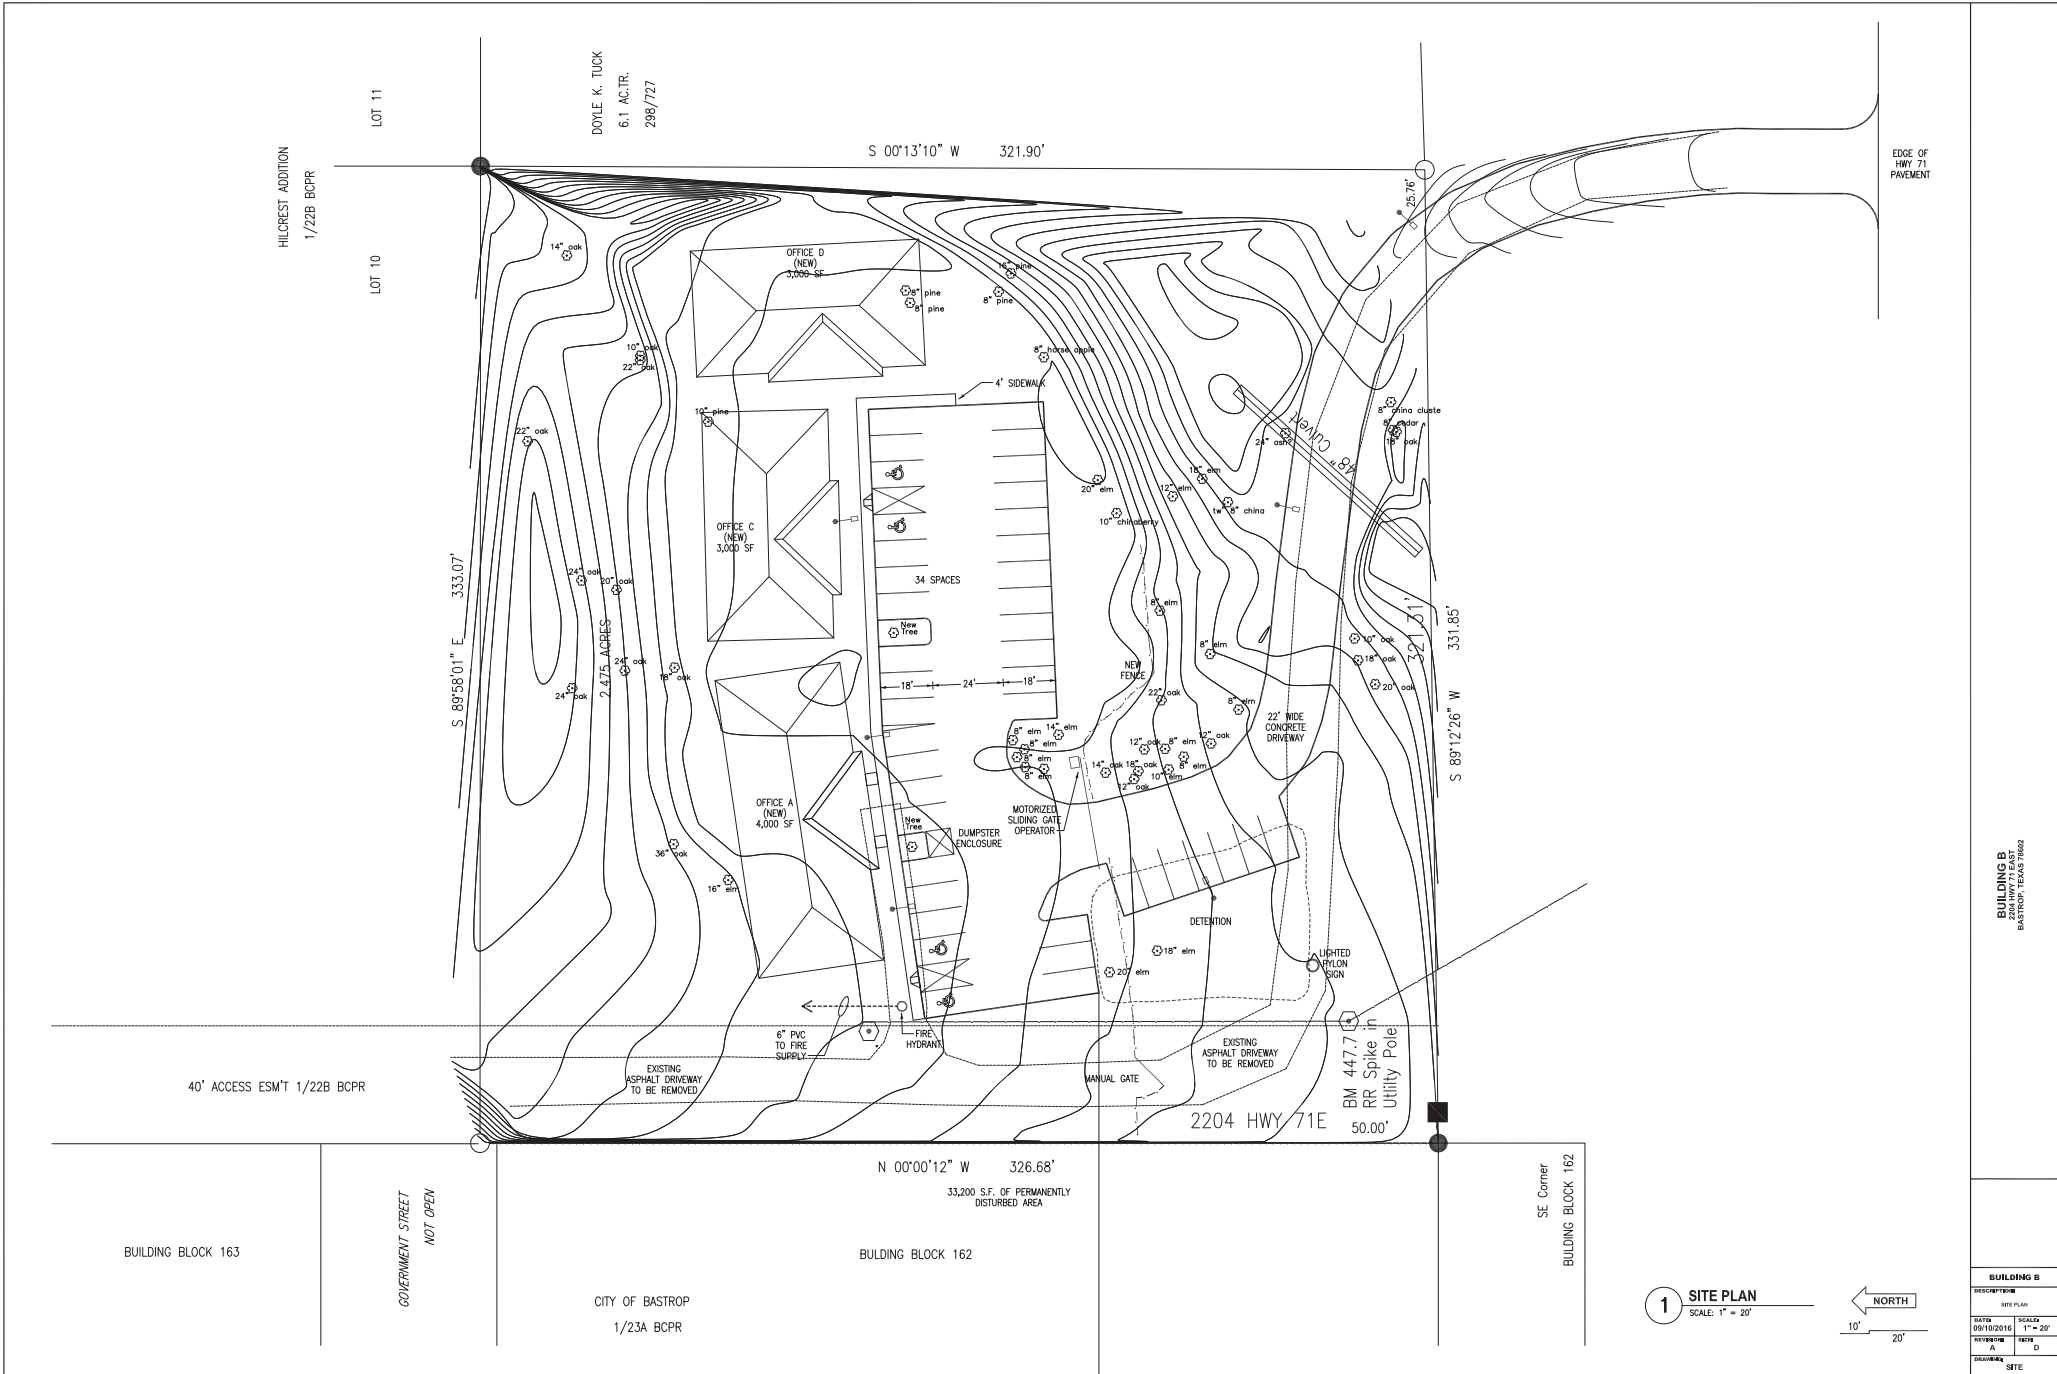 LOT 11
HILCREST ADDITION
1/22B BCPR
LOT 10
DOYLE K. TUCK
6.1 AC.TR.
298/727
S 00°13'10" W 321.90'
25.76'
EDGE OF
HWY 71
PAVEMENT
14" oak
OFFICE D
(NEW)
3,000 SF
8" pine
8" pine
8" pine
10" oak
22" oak
8" horse apple
4' SIDEWALK
10" pine
22" oak
48" Culvert
24" ash
8" china cluste
18" oak
18" elm
12" elm
20" elm
tw" 8" china
10" chinaberry
OFFICE C
(NEW)
3,000 SF
34 SPACES
S 89°58'01" E 333.07'
24" oak
20" oak
2.475 ACRES
24" oak
18" oak
24" oak
New
Tree
18'
24'
18'
8" elm
8" elm
NEW
FENCE
22" oak
8" elm
22' WIDE
CONCRETE
DRIVEWAY
10" oak
18" oak
20" oak
321.31'
S 89°12'26" W 331.85'
8" elm
14" elm
8" elm
8" elm
8" elm
12" oak
8" elm
12" oak
14" oak
18" oak
10" elm
8" elm
12" oak
MOTORIZED
SLIDING GATE
OPERATOR
OFFICE A
(NEW)
4,000 SF
New
Tree
DUMPSTER
ENCLOSURE
36" oak
16" elm
DETENTION
18" elm
20" elm
LIGHTED
PYLON
SIGN
6" PVC
TO FIRE
SUPPLY
FIRE
HYDRANT
EXISTING
ASPHALT DRIVEWAY
TO BE REMOVED
MANUAL GATE
EXISTING
ASPHALT DRIVEWAY
TO BE REMOVED
BM 447.7
RR Spike in
Utlility Pole
40' ACCESS ESM'T 1/22B BCPR
2204 HWY 71E
50.00'
N 00°00'12" W 326.68'
33,200 S.F. OF PERMANENTLY
DISTURBED AREA
SE Corner
BUILDING BLOCK 162
BUILDING BLOCK 163
GOVERNMENT STREET
NOT OPEN
BULDING BLOCK 162
CITY OF BASTROP
1/23A BCPR
1
SITE PLAN
SCALE: 1" = 20'
NORTH
10'
20'
BUILDING B
2204 HWY 71 EAST
BASTROP, TEXAS 78602
BUILDING B
DESCRIPTION:
SITE PLAN
DATE:
09/10/2016
SCALE:
1" = 20'
REVISION:
A
SIZE:
D
DRAWING:
SITE